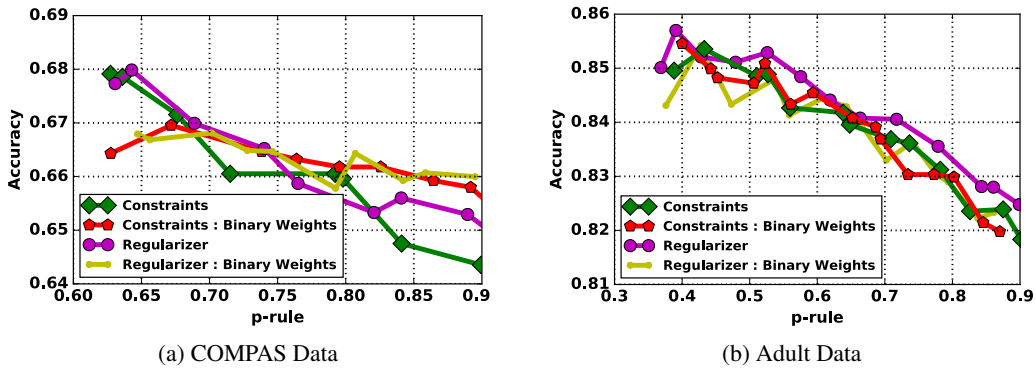 0.69
0.68
0.67
0.66
0.65
0.64
Accuracy
Constraints
Constraints : Binary Weights
Regularizer
Regularizer : Binary Weights
0.60 0.65 0.70 0.75 0.80 0.85 0.9
p-rule
(a) COMPAS Data
0.86
0.85
0.84
0.83
0.82
0.81
Accuracy
Constraints
Constraints : Binary Weights
Regularizer
Regularizer : Binary Weights
0.3 0.4 0.5 0.6 0.7 0.8 0.9
p-rule
(b) Adult Data